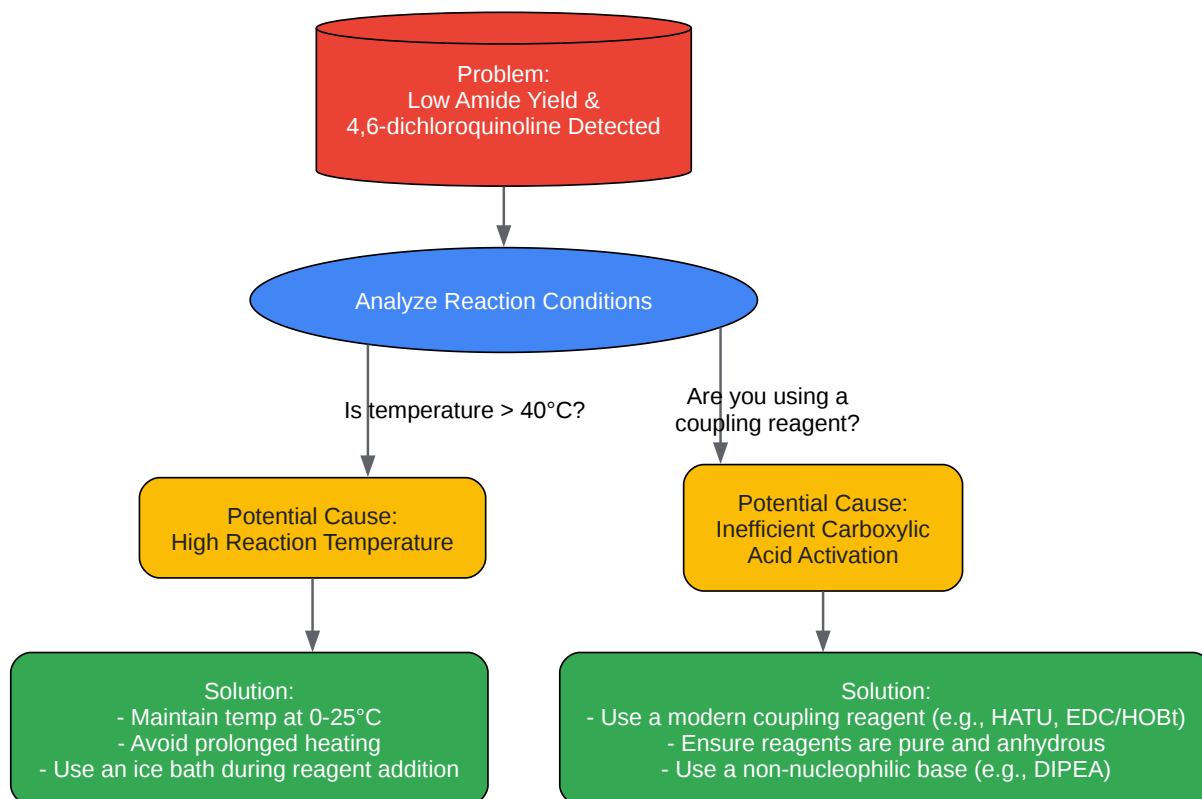 Problem:
Low Amide Yield &
4,6-dichloroquinoline Detected
Analyze Reaction Conditions
Is temperature > 40°C?
Are you using a
coupling reagent?
Potential Cause:
High Reaction Temperature
Potential Cause:
Inefficient Carboxylic
Acid Activation
Solution:
- Maintain temp at 0-25°C
- Avoid prolonged heating
- Use an ice bath during reagent addition
Solution:
- Use a modern coupling reagent (e.g., HATU, EDC/HOBt)
- Ensure reagents are pure and anhydrous
- Use a non-nucleophilic base (e.g., DIPEA)